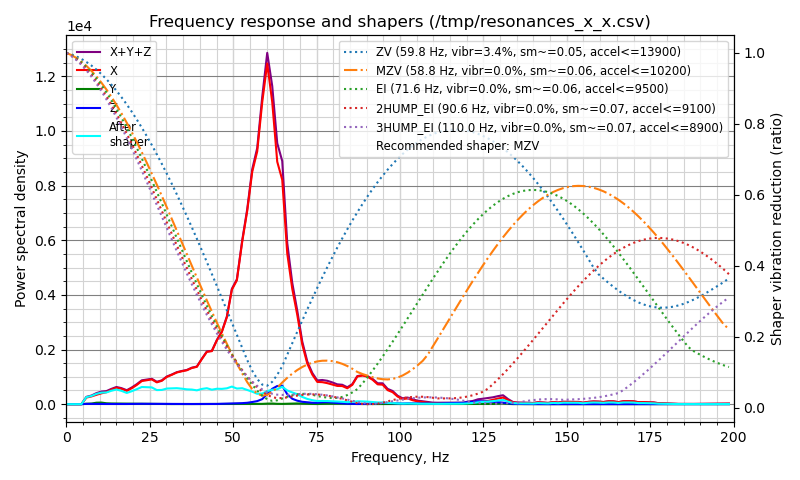 Frequency response and shapers (/tmp/resonances_x_x.csv)
1e4
X+Y+Z
X
Y
Z
After
shaper
ZV (59.8 Hz, vibr=3.4%, sm~=0.05, accel<=13900)
MZV (58.8 Hz, vibr=0.0%, sm~=0.06, accel<=10200)
EI (71.6 Hz, vibr=0.0%, sm~=0.06, accel<=9500)
2HUMP_EI (90.6 Hz, vibr=0.0%, sm~=0.07, accel<=9100)
3HUMP_EI (110.0 Hz, vibr=0.0%, sm~=0.07, accel<=8900)
Recommended shaper: MZV
Power spectral density
1.2
1.0
0.8
0.6
0.4
0.2
0.0
1.0
0.8
0.6
0.4
0.2
0.0
Shaper vibration reduction (ratio)
0 25 50 75 100 125 150 175 200
Frequency, Hz